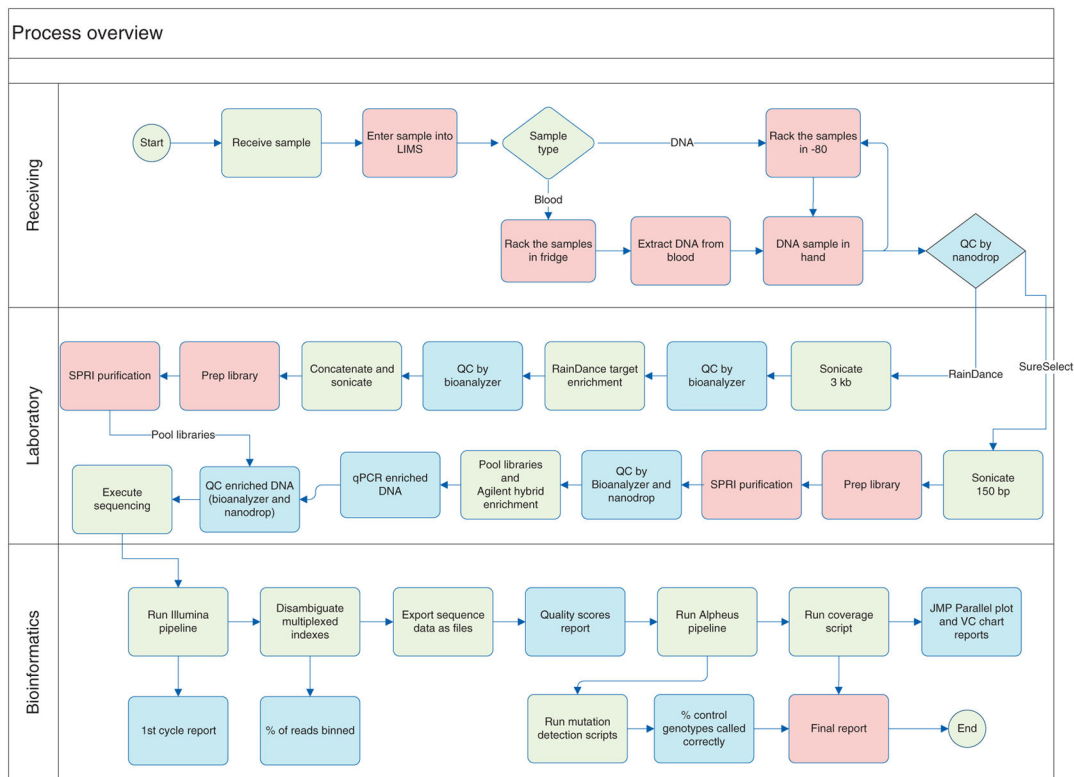 Process overview
Receiving
Start
Receive sample
Enter sample into
LIMS
Sample
type
DNA
Rack the samples
in -80
Blood
Rack the samples
in fridge
Extract DNA from
blood
DNA sample in
hand
QC by
nanodrop
Laboratory
SPRI purification
Prep library
Concatenate and
sonicate
QC by
bioanalyzer
RainDance target
enrichment
QC by
bioanalyzer
Sonicate
3 kb
RainDance
SureSelect
Pool libraries
Execute
sequencing
QC enriched DNA
(bioanalyzer and
nanodrop)
qPCR enriched
DNA
Pool libraries
and
Agilent hybrid
enrichment
QC by
Bioanalyzer and
nanodrop
SPRI purification
Prep library
Sonicate
150 bp
Bioinformatics
Run Illumina
pipeline
Disambiguate
multiplexed
indexes
Export sequence
data as files
Quality scores
report
Run Alpheus
pipeline
Run coverage
script
JMP Parallel plot
and VC chart
reports
1st cycle report
% of reads binned
Run mutation
detection scripts
% control
genotypes called
correctly
Final report
End